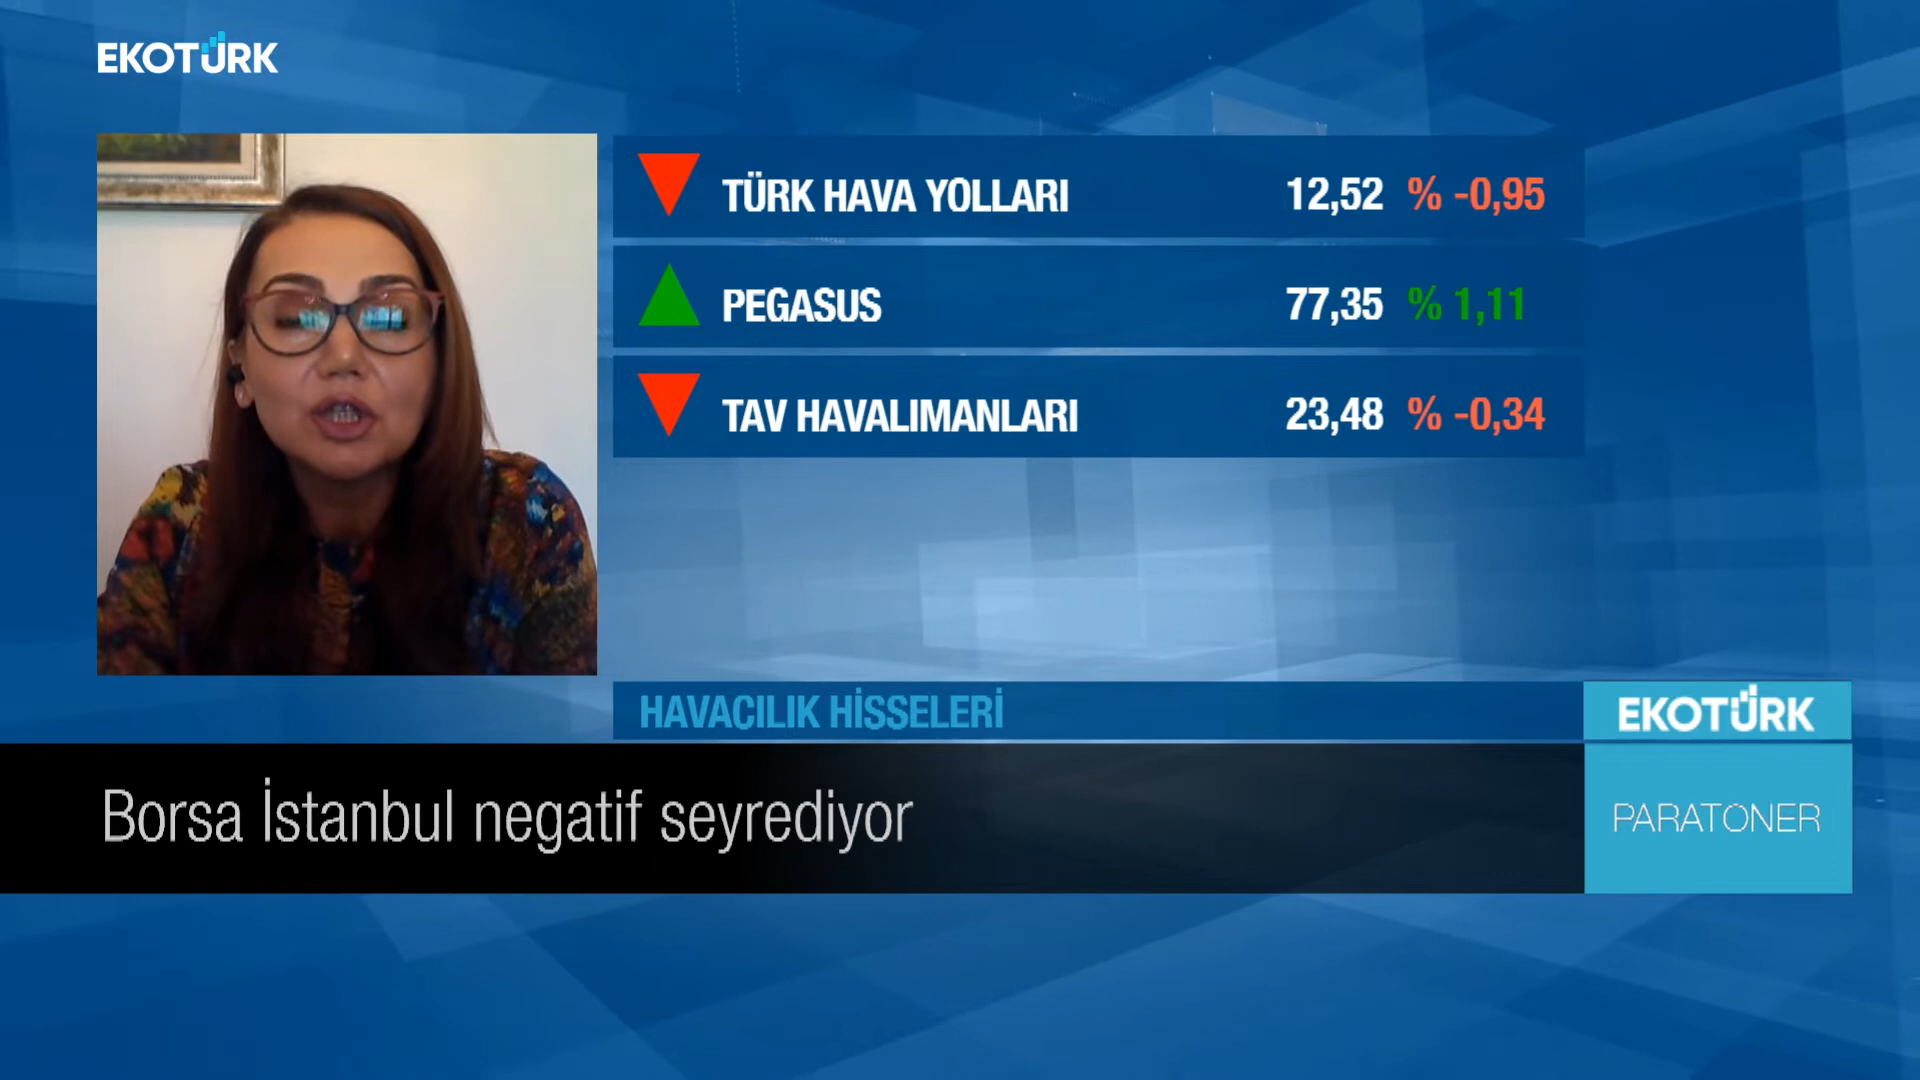 EKOTÜRK
TÜRK HAVA YOLLARI 12,52 % -0,95
PEGASUS 77,35 % 1,11
TAV HAVALIMANLARI 23,48 % -0,34
HAVACILIK HİSSELERİ
EKOTÜRK
Borsa İstanbul negatif seyrediyor
PARATONER